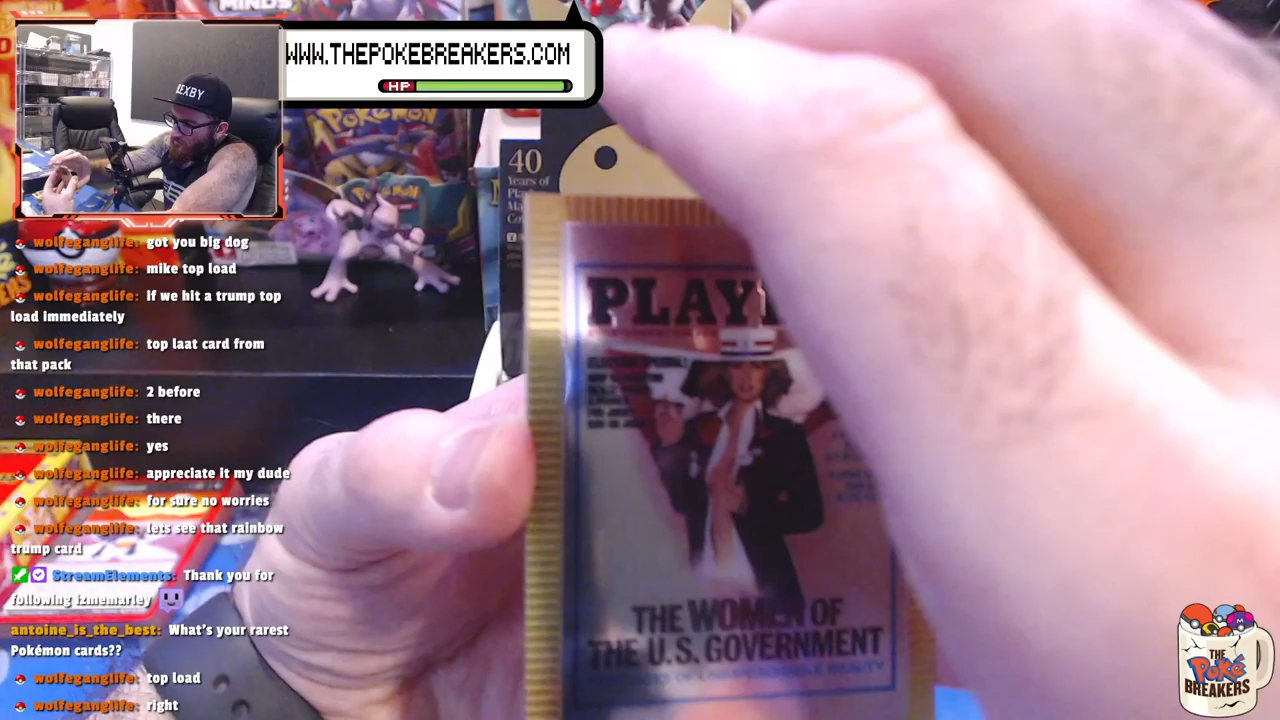 MINDS
WWW.THEPOKEBREAKERS.COM
HP
REXBY
POKéMON
POKéMON
40
Years of
wolfeganglife: got you big dog
wolfeganglife: mike top load
wolfeganglife: if we hit a trump top
load immediately
wolfeganglife: top laat card from
that pack
wolfeganglife: 2 before
wolfeganglife: there
wolfeganglife: yes
wolfeganglife: appreciate it my dude
wolfeganglife: for sure no worries
wolfeganglife: lets see that rainbow
trump card
StreamElements: Thank you for
following izmemarley
antoine_is_the_best: What's your rarest
Pokémon cards??
wolfeganglife: top load
wolfeganglife: right
PLAY
THE WOMEN OF
THE U.S. GOVERNMENT
THE
Poké
BREAKERS